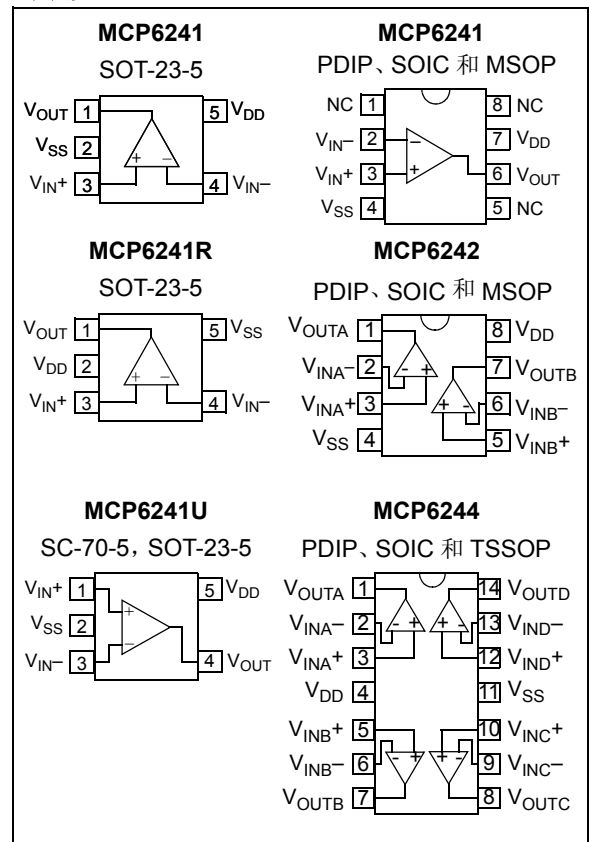 MCP6241
SOT-23-5
VOUT 1
5 VDD
VSS 2
VIN+ 3
4 VIN–
MCP6241
PDIP、SOIC 和 MSOP
NC 1
8 NC
VIN– 2
7 VDD
VIN+ 3
6 VOUT
VSS 4
5 NC
MCP6241R
SOT-23-5
VOUT 1
5 VSS
VDD 2
VIN+ 3
4 VIN–
MCP6242
PDIP、SOIC 和 MSOP
VOUTA 1
8 VDD
VINA– 2
7 VOUTB
VINA+ 3
6 VINB–
VSS 4
5 VINB+
MCP6241U
SC-70-5, SOT-23-5
VIN+ 1
5 VDD
VSS 2
VIN– 3
4 VOUT
MCP6244
PDIP、SOIC 和 TSSOP
VOUTA 1
14 VOUTD
VINA– 2
13 VIND–
VINA+ 3
12 VIND+
VDD 4
11 VSS
VINB+ 5
10 VINC+
VINB– 6
9 VINC–
VOUTB 7
8 VOUTC